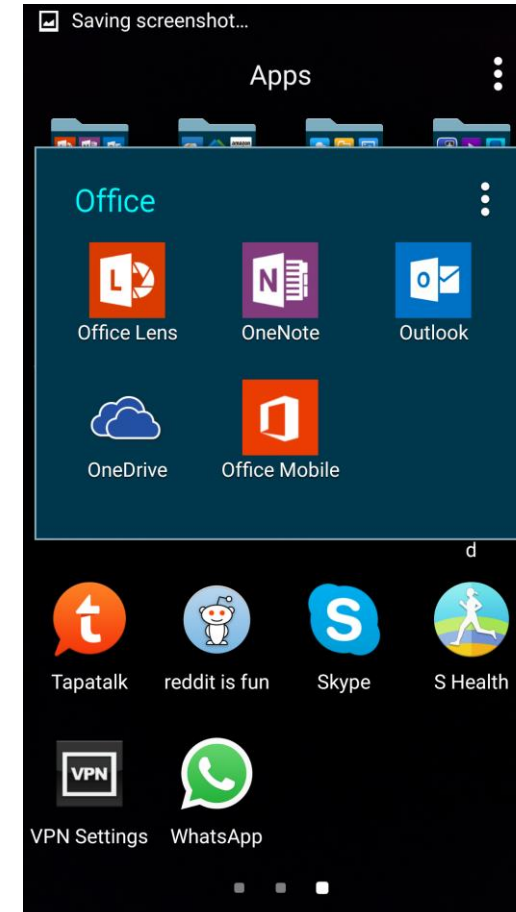 Saving screenshot...
Apps
Office
Office Lens
OneNote
Outlook
OneDrive
Office Mobile
d
Tapatalk
reddit is fun
Skype
S Health
VPN
VPN Settings
WhatsApp